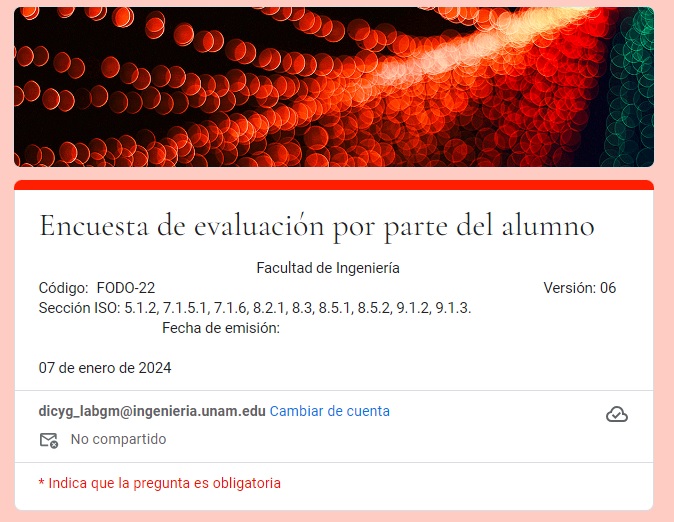 Encuesta de evaluación por parte del alumno
Facultad de Ingeniería
Código: FODO-22 Versión: 06
Sección ISO: 5.1.2, 7.1.5.1, 7.1.6, 8.2.1, 8.3, 8.5.1, 8.5.2, 9.1.2, 9.1.3.
Fecha de emisión:
07 de enero de 2024
dicyg_labgm@ingenieria.unam.edu Cambiar de cuenta
No compartido
* Indica que la pregunta es obligatoria